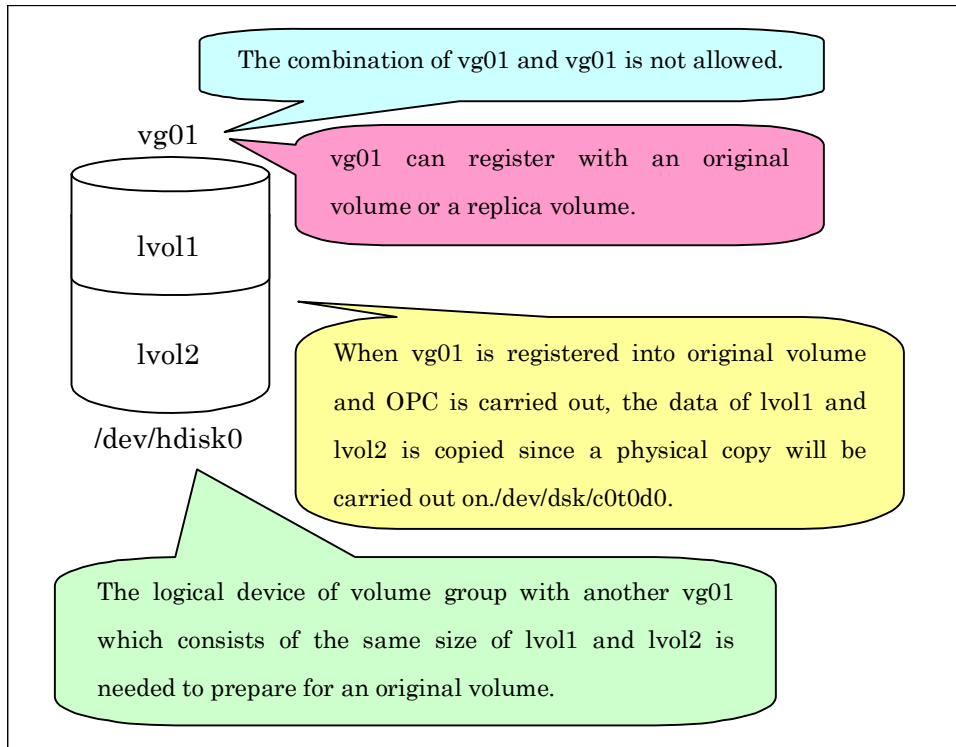 The combination of vg01 and vg01 is not allowed.
vg01
vg01 can register with an original
volume or a replica volume.
lvol1
lvol2
/dev/hdisk0
When vg01 is registered into original volume
and OPC is carried out, the data of lvol1 and
lvol2 is copied since a physical copy will be
carried out on./dev/dsk/c0t0d0.
The logical device of volume group with another vg01
which consists of the same size of lvol1 and lvol2 is
needed to prepare for an original volume.